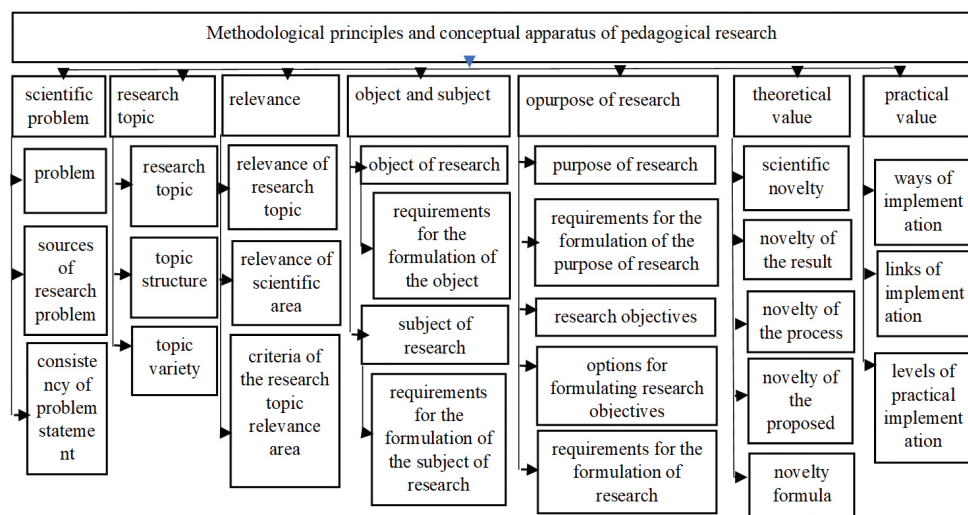 Methodological principles and conceptual apparatus of pedagogical research
scientific
problem
research
topic
relevance
object and subject
opurpose of research
theoretical
value
practical
value
problem
sources
of
research
problem
consiste
ncy of
problem
stateme
nt
research
topic
topic
structure
topic
variety
relevance of
research
topic
relevance of
scientific
area
criteria of
the research
topic
relevance
area
object of research
requirements
for the
formulation of
the object
subject of
research
requirements
for the
formulation of
the subject of
research
purpose of research
requirements for the
formulation of the
purpose of research
research objectives
options for
formulating research
objectives
requirements for the
formulation of
research
scientific
novelty
novelty of
the result
novelty of
the process
novelty of
the
proposed
novelty
formula
ways of
implement
ation
links of
implement
ation
levels of
practical
implement
ation